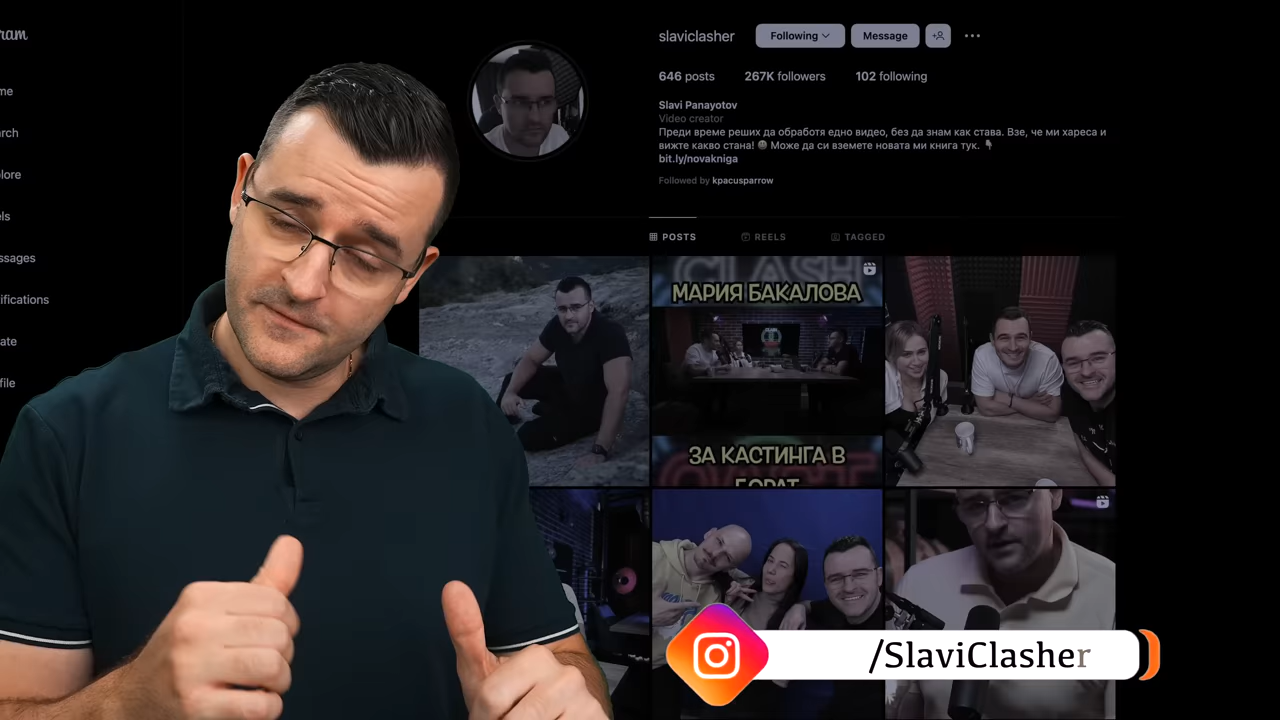 ram
slaviclasher
Following
Message
me
646 posts
267K followers
102 following
Slavi Panayotov
Video creator
rch
Преди време реших да обработя едно видео, без да знам как става. Взе, че ми хареса и
вижте какво стана! Може да си вземете новата ми книга тук.
bit.ly/novakniga
lore
Followed by kpacusparrow
els
POSTS
REELS
TAGGED
ssages
CLASH
МАРИЯ БАКАЛОВА
ifications
ate
file
ЗА КАСТИНГА В
БОРАТ
/SlaviClasher